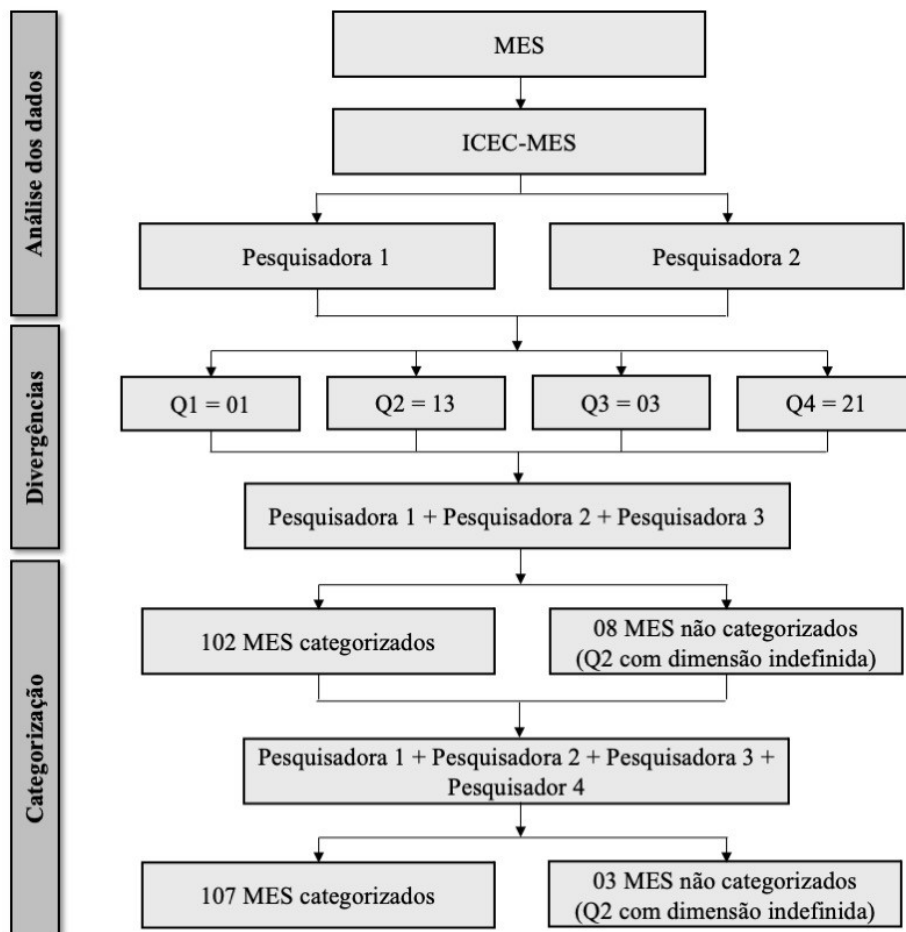 Análise dos dados
MES
ICEC-MES
Pesquisadora 1
Pesquisadora 2
Divergências
Q1 = 01
Q2 = 13
Q3 = 03
Q4 = 21
Pesquisadora 1 + Pesquisadora 2 + Pesquisadora 3
Categorização
102 MES categorizados
08 MES não categorizados
(Q2 com dimensão indefinida)
Pesquisadora 1 + Pesquisadora 2 + Pesquisadora 3 +
Pesquisador 4
107 MES categorizados
03 MES não categorizados
(Q2 com dimensão indefinida)